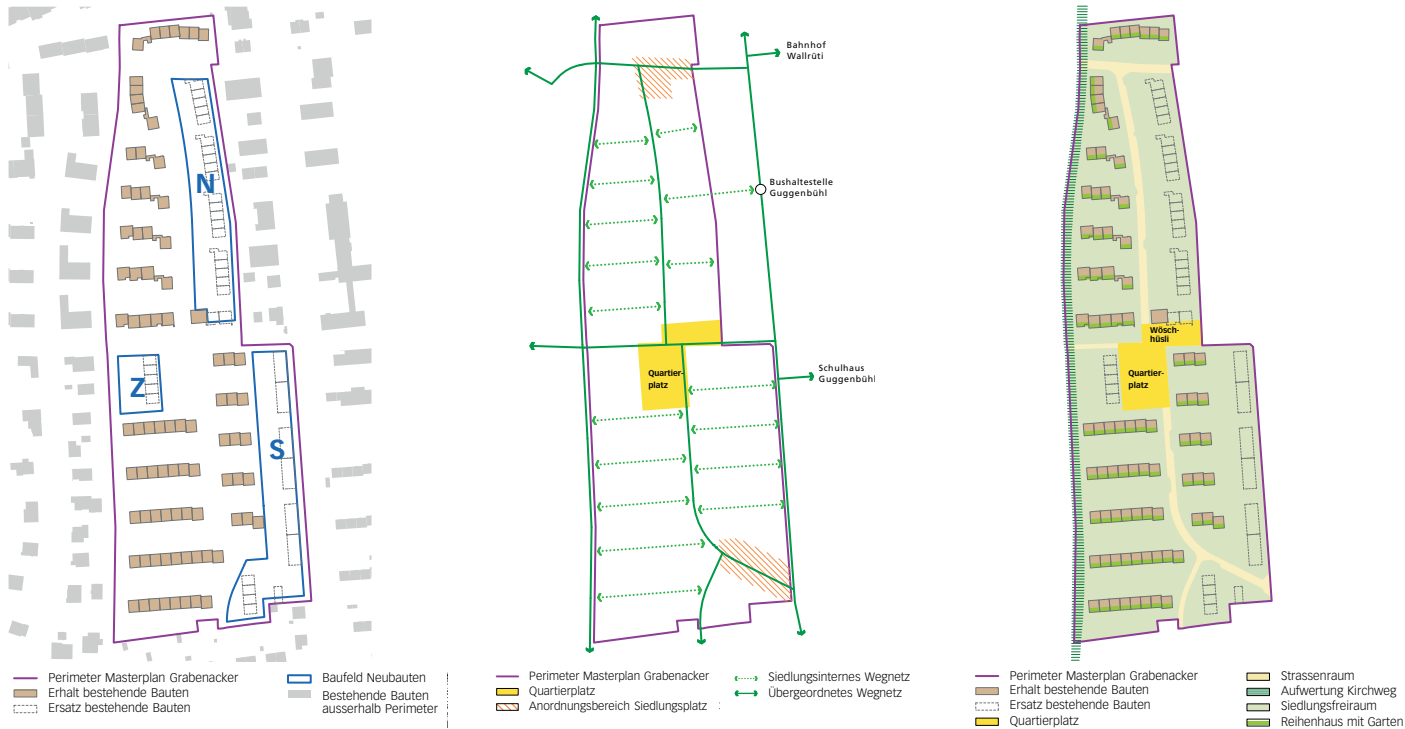 N
Z
S
Perimeter Masterplan Grabenacker
Erhalt bestehende Bauten
Ersatz bestehende Bauten
Baufeld Neubauten
Bestehende Bauten
ausserhalb Perimeter
Bahnhof
Wallrüti
Bushaltestelle
Guggenbühl
Schulhaus
Guggenbühl
Quartier-
platz
Perimeter Masterplan Grabenacker
Quartierplatz
Anordnungsbereich Siedlungsplatz
Siedlungsinternes Wegnetz
Übergeordnetes Wegnetz
Wösch-
hüsli
Quartier-
platz
Perimeter Masterplan Grabenacker
Erhalt bestehende Bauten
Ersatz bestehende Bauten
Quartierplatz
Strassenraum
Aufwertung Kirchweg
Siedlungsfreiraum
Reihenhaus mit Garten